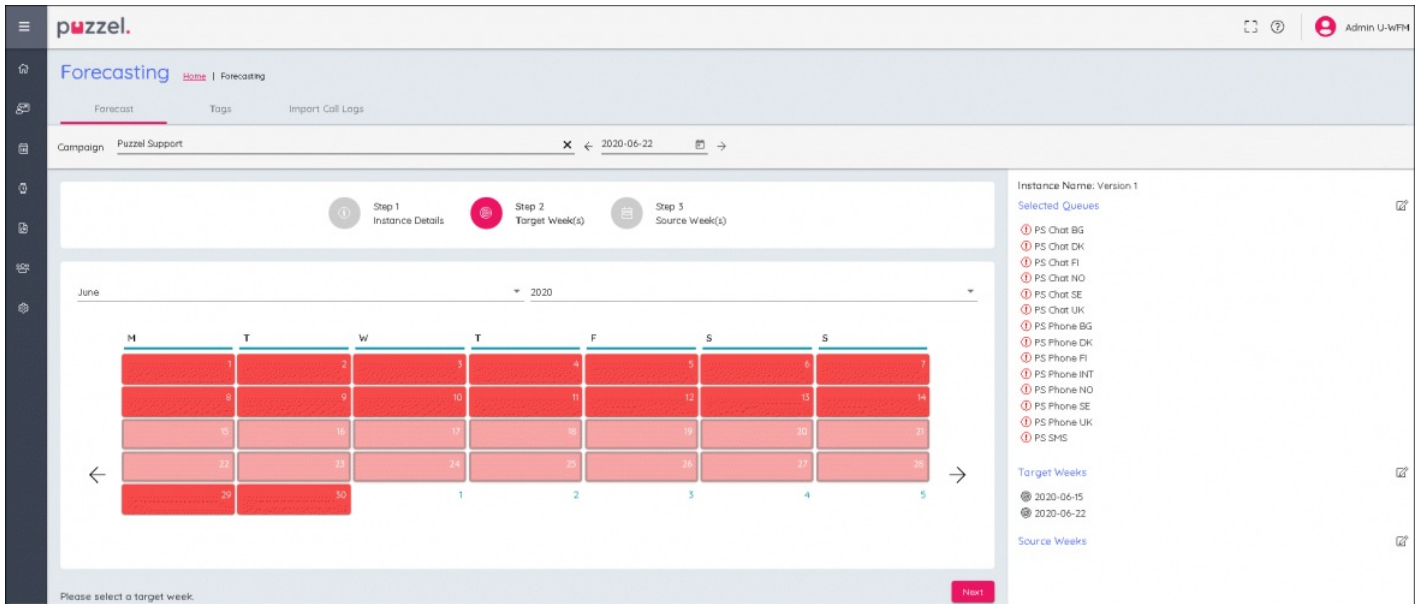 puzzel.
Admin U-WFM
Forecasting Home | Forecasting
Forecast Tags Import Call Logs
Campaign Puzzel Support 2020-06-22
Step 1
Instance Details
Step 2
Target Week(s)
Step 3
Source Week(s)
June 2020
M T W T F S S
1 2 3 4 5 6 7
8 9 10 11 12 13 14
15 16 17 18 19 20 21
22 23 24 25 26 27 28
29 30 1 2 3 4 5
Please select a target week.
Next
Instance Name: Version 1
Selected Queues
PS Chat BG
PS Chat DK
PS Chat FI
PS Chat NO
PS Chat SE
PS Chat UK
PS Phone BG
PS Phone DK
PS Phone FI
PS Phone INT
PS Phone NO
PS Phone SE
PS Phone UK
PS SMS
Target Weeks
2020-06-15
2020-06-22
Source Weeks